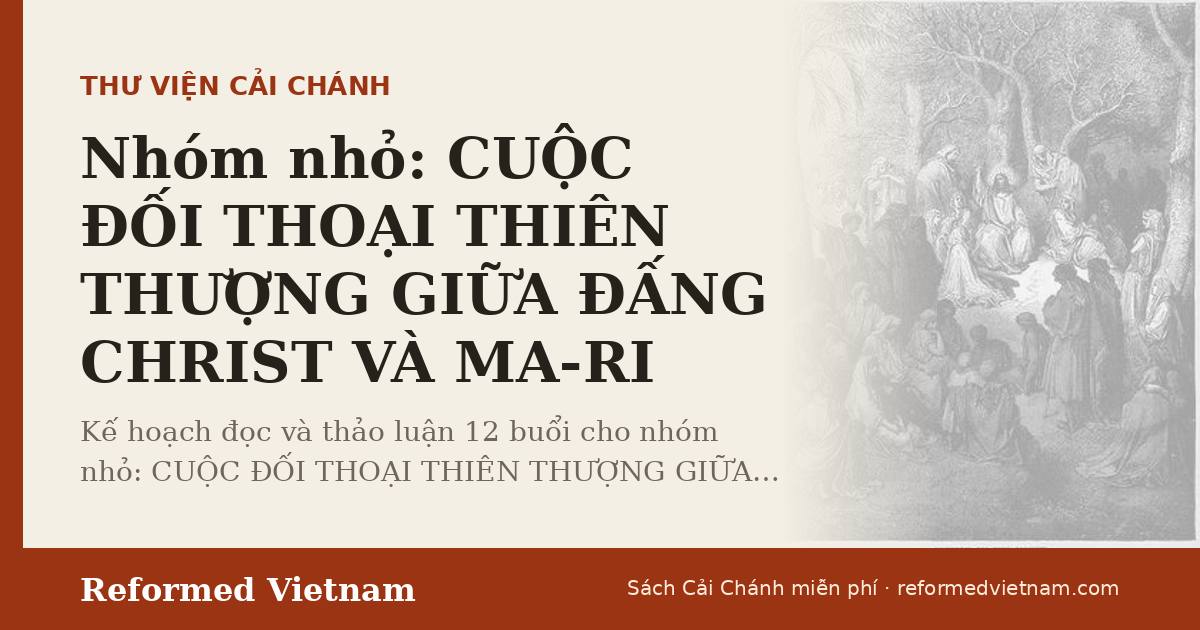 THƯ VIỆN CẢI CHÁNH
Nhóm nhỏ: CUỘC
ĐỐI THOẠI THIÊN
THƯỢNG GIỮA ĐẤNG
CHRIST VÀ MA-RI
Kế hoạch đọc và thảo luận 12 buổi cho nhóm
nhỏ: CUỘC ĐỐI THOẠI THIÊN THƯỢNG GIỮA...
Reformed Vietnam
Sách Cải Chánh miễn phí · reformedvietnam.com